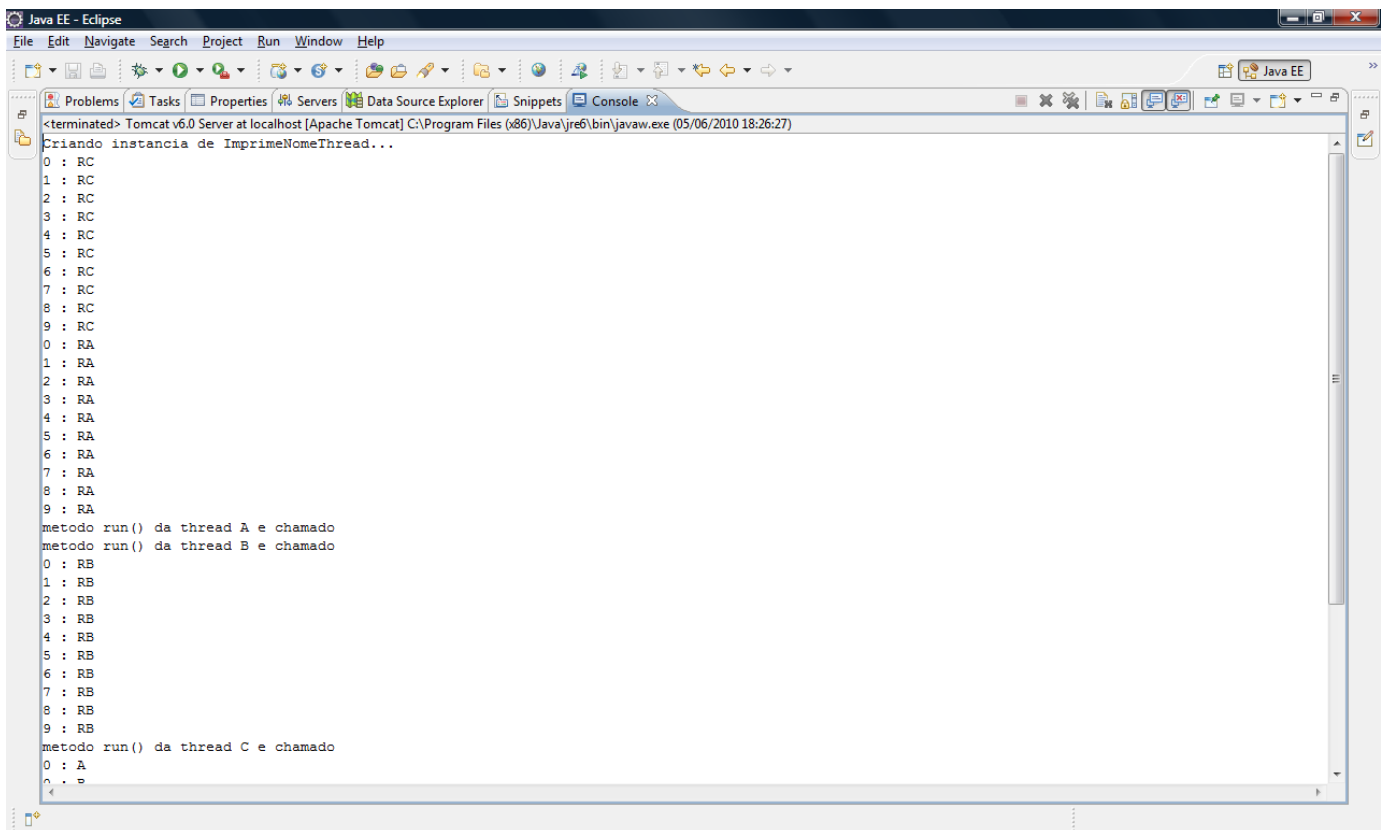 Java EE - Eclipse
File Edit Navigate Search Project Run Window Help
Java EE
Problems Tasks Properties Servers Data Source Explorer Snippets Console
<terminated> Tomcat v6.0 Server at localhost [Apache Tomcat] C:\Program Files (x86)\Java\jre6\bin\javaw.exe (05/06/2010 18:26:27)
Criando instancia de ImprimeNomeThread...
0 : RC
1 : RC
2 : RC
3 : RC
4 : RC
5 : RC
6 : RC
7 : RC
8 : RC
9 : RC
0 : RA
1 : RA
2 : RA
3 : RA
4 : RA
5 : RA
6 : RA
7 : RA
8 : RA
9 : RA
metodo run() da thread A e chamado
metodo run() da thread B e chamado
0 : RB
1 : RB
2 : RB
3 : RB
4 : RB
5 : RB
6 : RB
7 : RB
8 : RB
9 : RB
metodo run() da thread C e chamado
0 : A